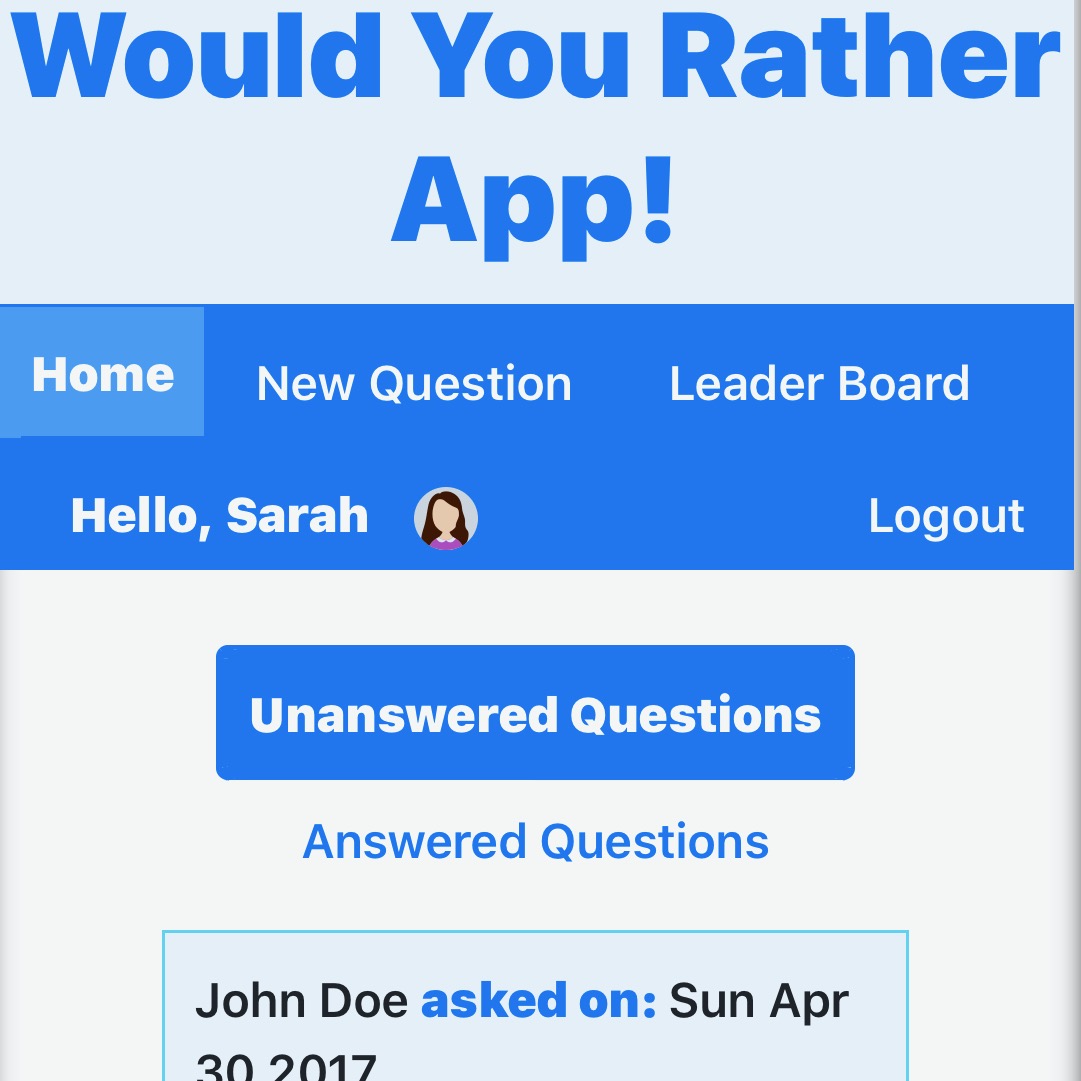 Would You Rather
App!
Home New Question Leader Board
Hello, Sarah Logout
Unanswered Questions
Answered Questions
John Doe asked on: Sun Apr
30 2017